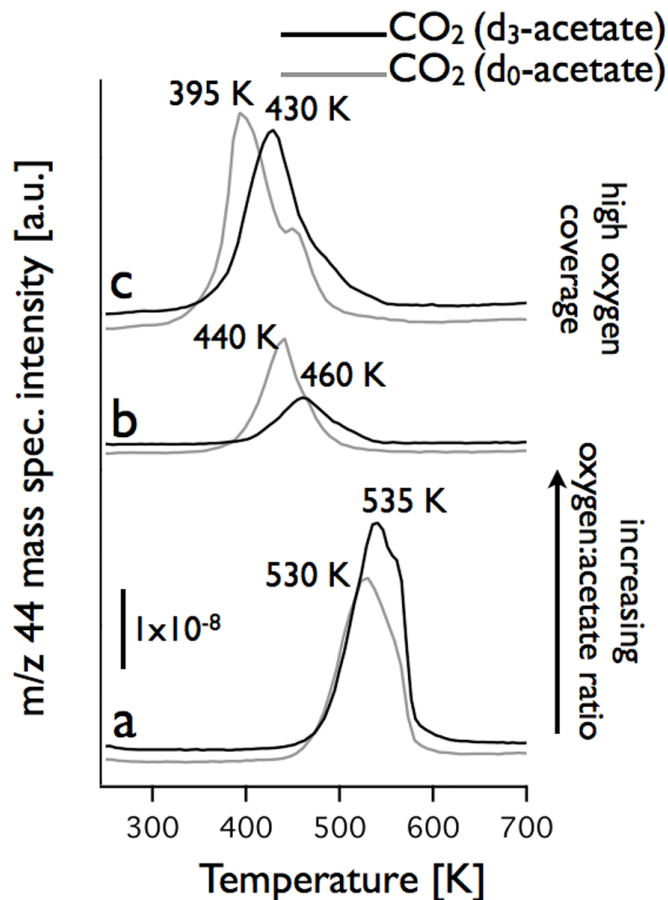 CO₂ (d₃-acetate)
CO₂ (d₀-acetate)
395 K
430 K
c
440 K
460 K
b
535 K
530 K
1x10⁻⁸
a
300 400 500 600 700
Temperature [K]
m/z 44 mass spec. intensity [a.u.]
high oxygen
coverage
increasing
oxygen:acetate ratio